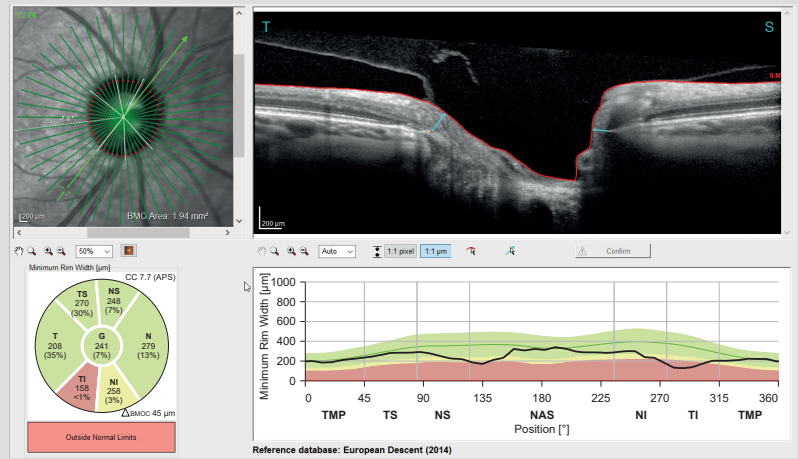 T
S
ILM
-7.0°
200 µm
BMC Area: 1.94 mm²
200 µm
50%
Auto
1:1 pixel
1:1 µm
Confirm
Minimum Rim Width [µm]
CC 7.7 (APS)
TS
270
(30%)
NS
248
(7%)
T
208
(35%)
G
241
(7%)
N
279
(13%)
TI
158
<1%
NI
258
(3%)
△BMOC 45 µm
Outside Normal Limits
Minimum Rim Width [µm]
1000
800
600
400
200
0
0 45 90 135 180 225 270 315 360
TMP TS NS NAS NI TI TMP
Position [°]
Reference database: European Descent (2014)